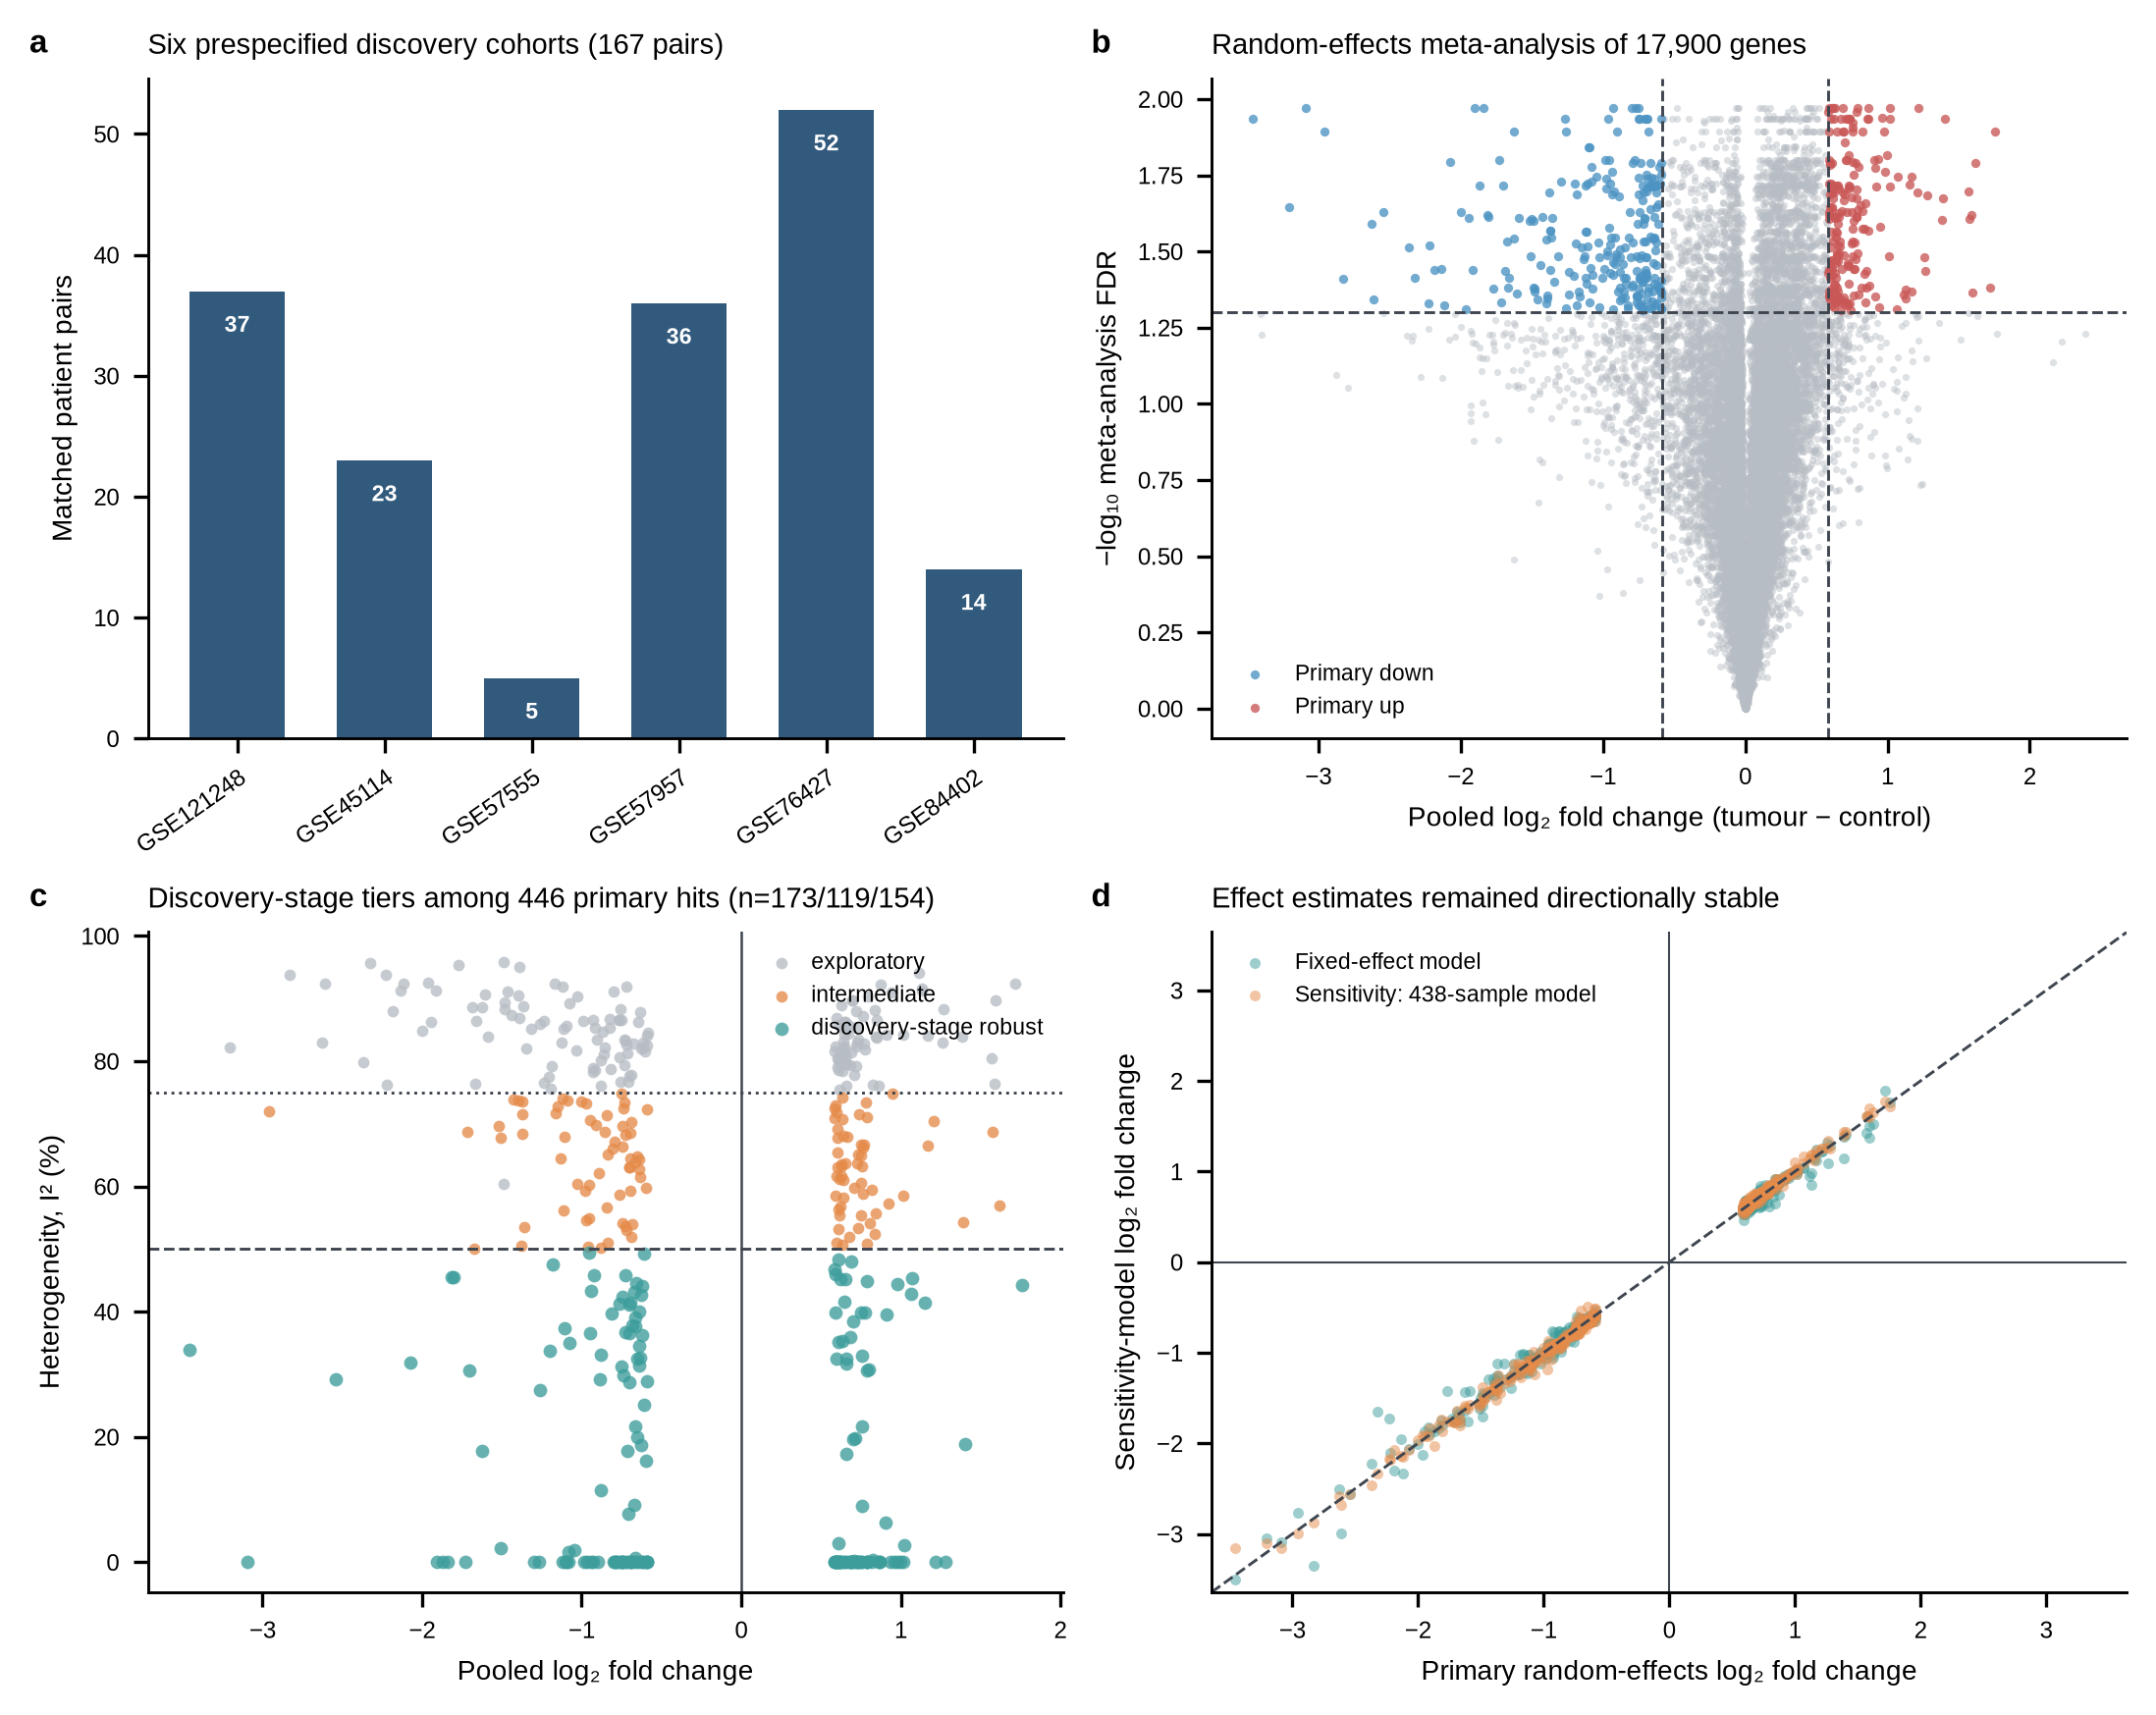 a
Six prespecified discovery cohorts (167 pairs)
Matched patient pairs
50
40
30
20
10
0
37
23
5
36
52
14
GSE121248
GSE45114
GSE57555
GSE57957
GSE76427
GSE84402
b
Random-effects meta-analysis of 17,900 genes
−log₁₀ meta-analysis FDR
2.00
1.75
1.50
1.25
1.00
0.75
0.50
0.25
0.00
Primary down
Primary up
−3
−2
−1
0
1
2
Pooled log₂ fold change (tumour − control)
c
Discovery-stage tiers among 446 primary hits (n=173/119/154)
Heterogeneity, I² (%)
100
80
60
40
20
0
exploratory
intermediate
discovery-stage robust
−3
−2
−1
0
1
2
Pooled log₂ fold change
d
Effect estimates remained directionally stable
Sensitivity-model log₂ fold change
3
2
1
0
−1
−2
−3
Fixed-effect model
Sensitivity: 438-sample model
−3
−2
−1
0
1
2
3
Primary random-effects log₂ fold change